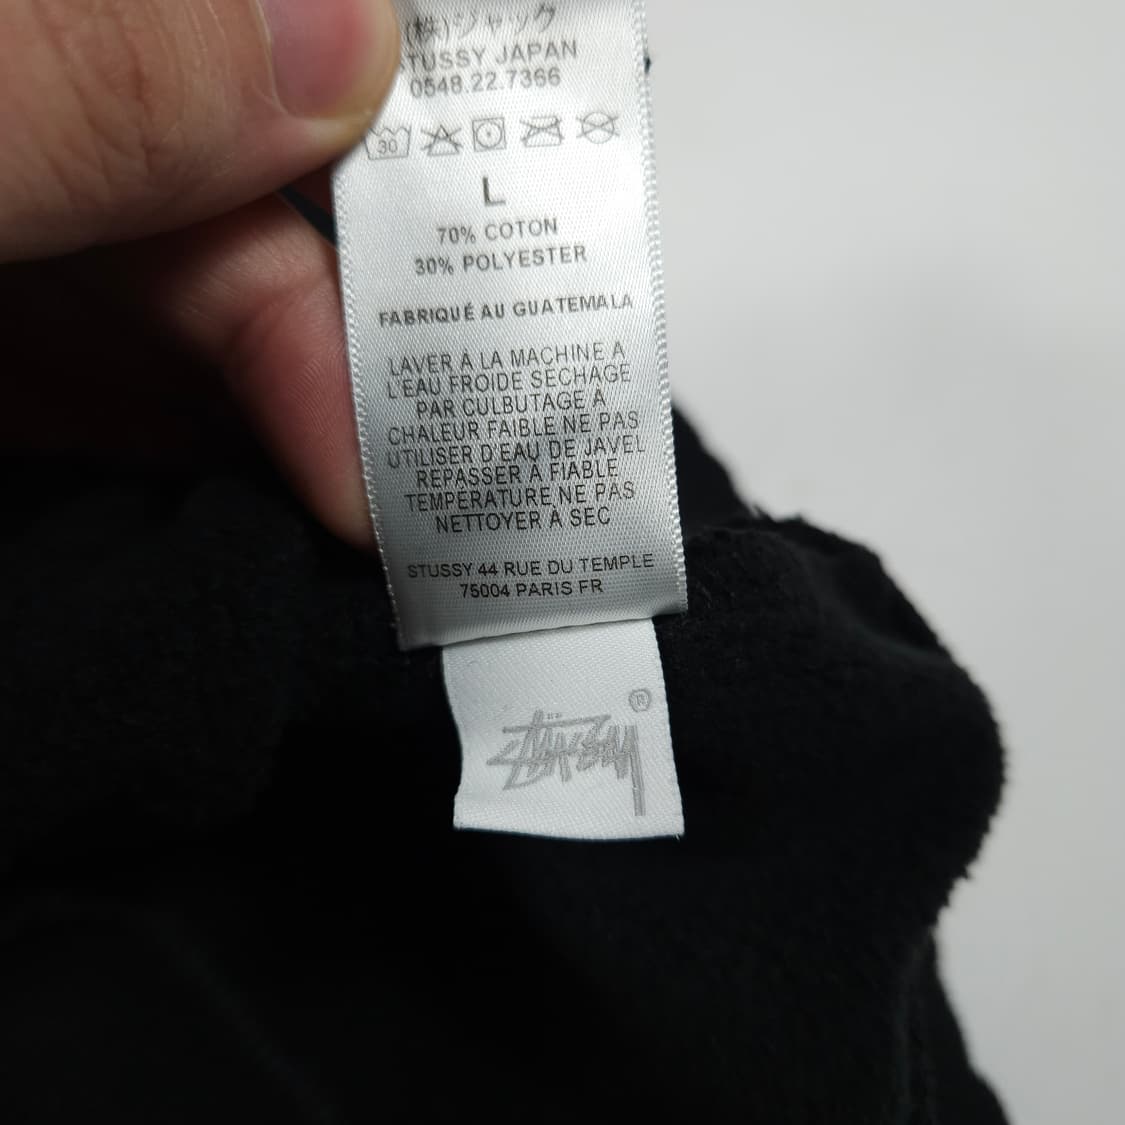 (株)ジャック
STUSSY JAPAN
0548.22.7366
30
L
70% COTON
30% POLYESTER
FABRIQUÉ AU GUATEMALA
LAVER À LA MACHINE A
L'EAU FROIDE SECHAGE
PAR CULBUTAGE À
CHALEUR FAIBLE NE PAS
UTILISER D'EAU DE JAVEL
REPASSER A FIABLE
TEMPERATURE NE PAS
NETTOYER A SEC
STUSSY 44 RUE DU TEMPLE
75004 PARIS FR
Stüssy ®